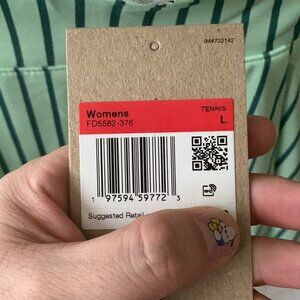 IM#722142
Womens
TENNIS
FD5582-376
L
1 97594 59772 3
Suggested Retail